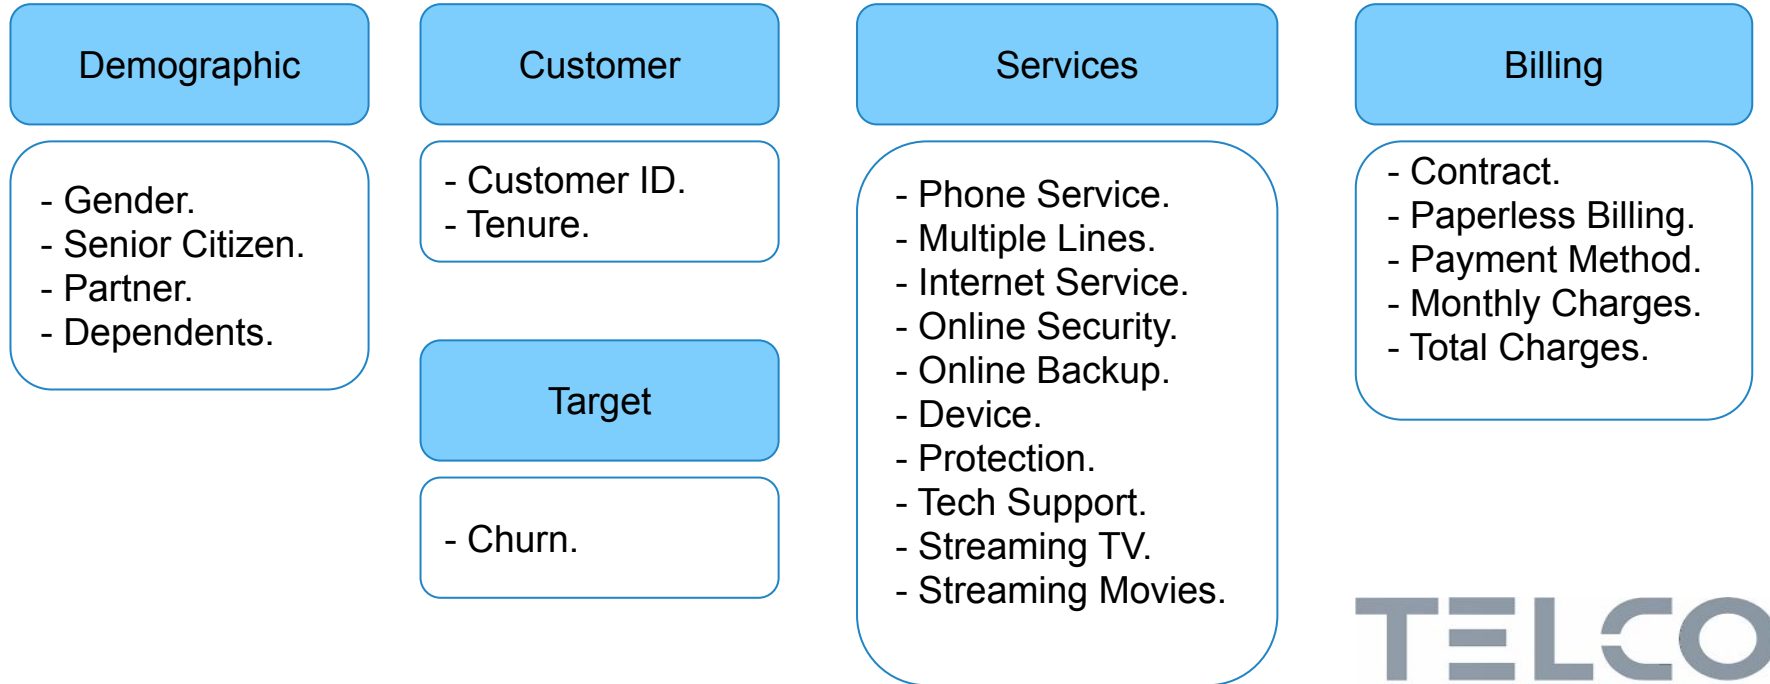 Demographic
- Gender.
- Senior Citizen.
- Partner.
- Dependents.
Customer
- Customer ID.
- Tenure.
Target
- Churn.
Services
- Phone Service.
- Multiple Lines.
- Internet Service.
- Online Security.
- Online Backup.
- Device.
- Protection.
- Tech Support.
- Streaming TV.
- Streaming Movies.
Billing
- Contract.
- Paperless Billing.
- Payment Method.
- Monthly Charges.
- Total Charges.
TELCO